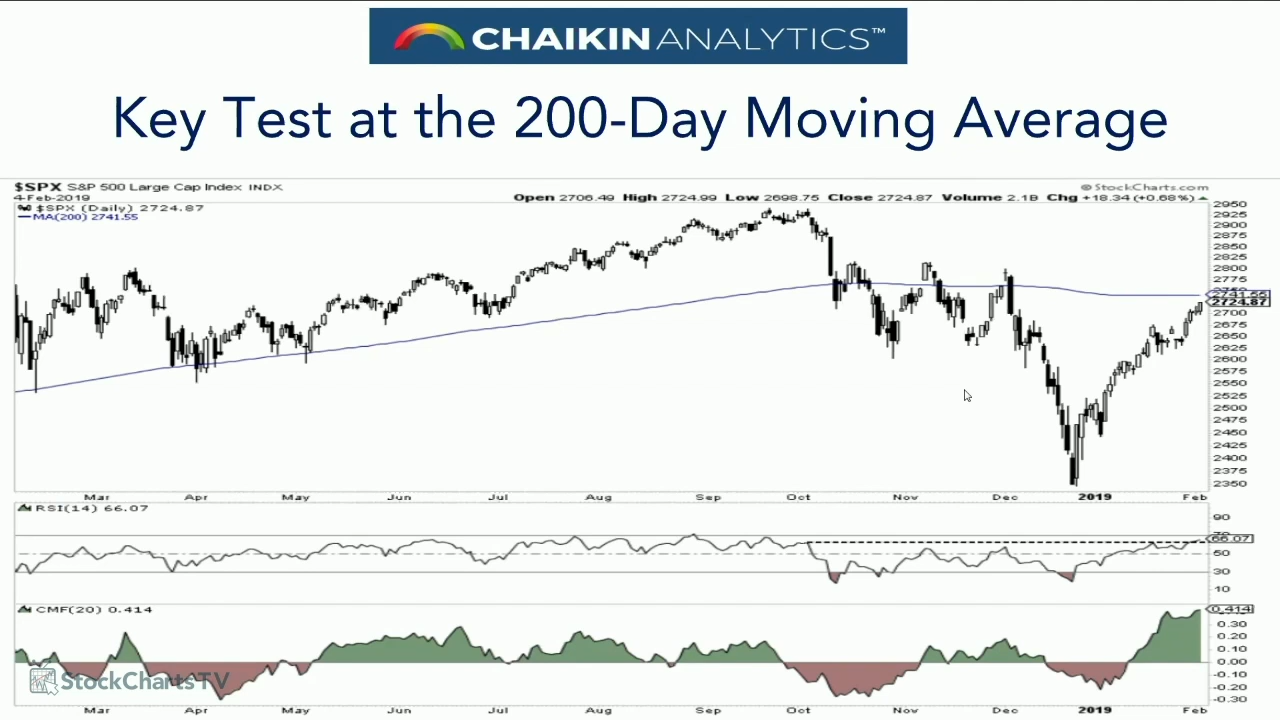 CHAIKIN ANALYTICS™
Key Test at the 200-Day Moving Average
$SPX S&P 500 Large Cap Index INDX
© StockCharts.com
4-Feb-2019
Open 2706.49 High 2724.99 Low 2698.75 Close 2724.87 Volume 2.1B Chg +18.34 (+0.68%)
$SPX (Daily) 2724.87
MA(200) 2741.55
2950
2925
2900
2875
2850
2825
2800
2775
2741.55
2724.87
2700
2675
2650
2625
2600
2575
2550
2525
2500
2475
2450
2425
2400
2375
2350
Mar Apr May Jun Jul Aug Sep Oct Nov Dec 2019 Feb
RSI(14) 66.07
90
66.07
50
30
10
CMF(20) 0.414
0.414
0.30
0.20
0.10
0.00
-0.10
-0.20
-0.30
StockChartsTV
Mar Apr May Jun Jul Aug Sep Oct Nov Dec 2019 Feb